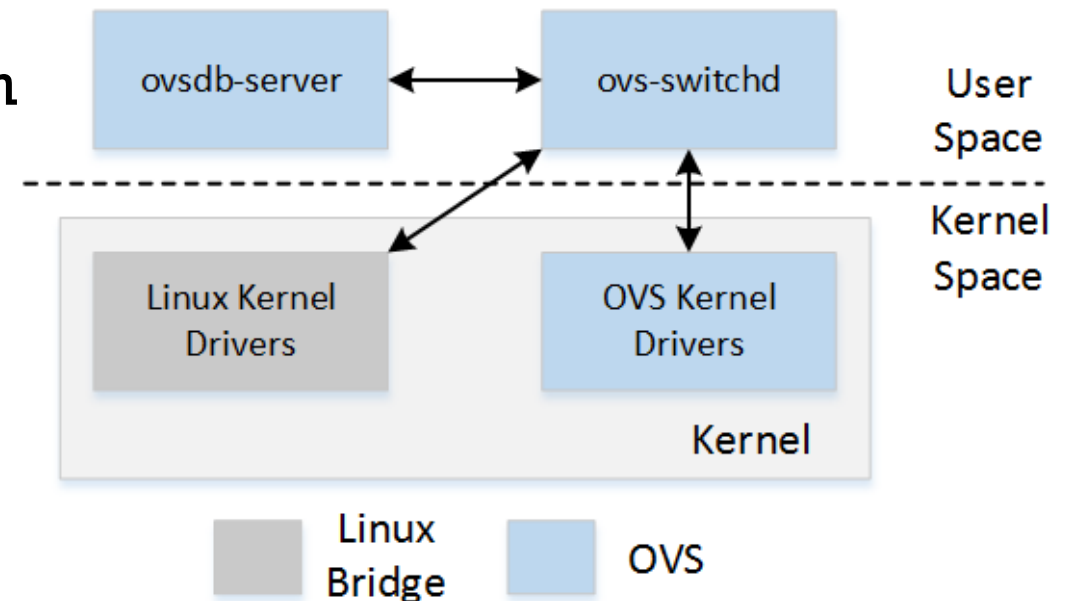 n
ovsdb-server
ovs-switchd
User
Space
Kernel
Space
Linux Kernel
Drivers
OVS Kernel
Drivers
Kernel
Linux
Bridge
OVS